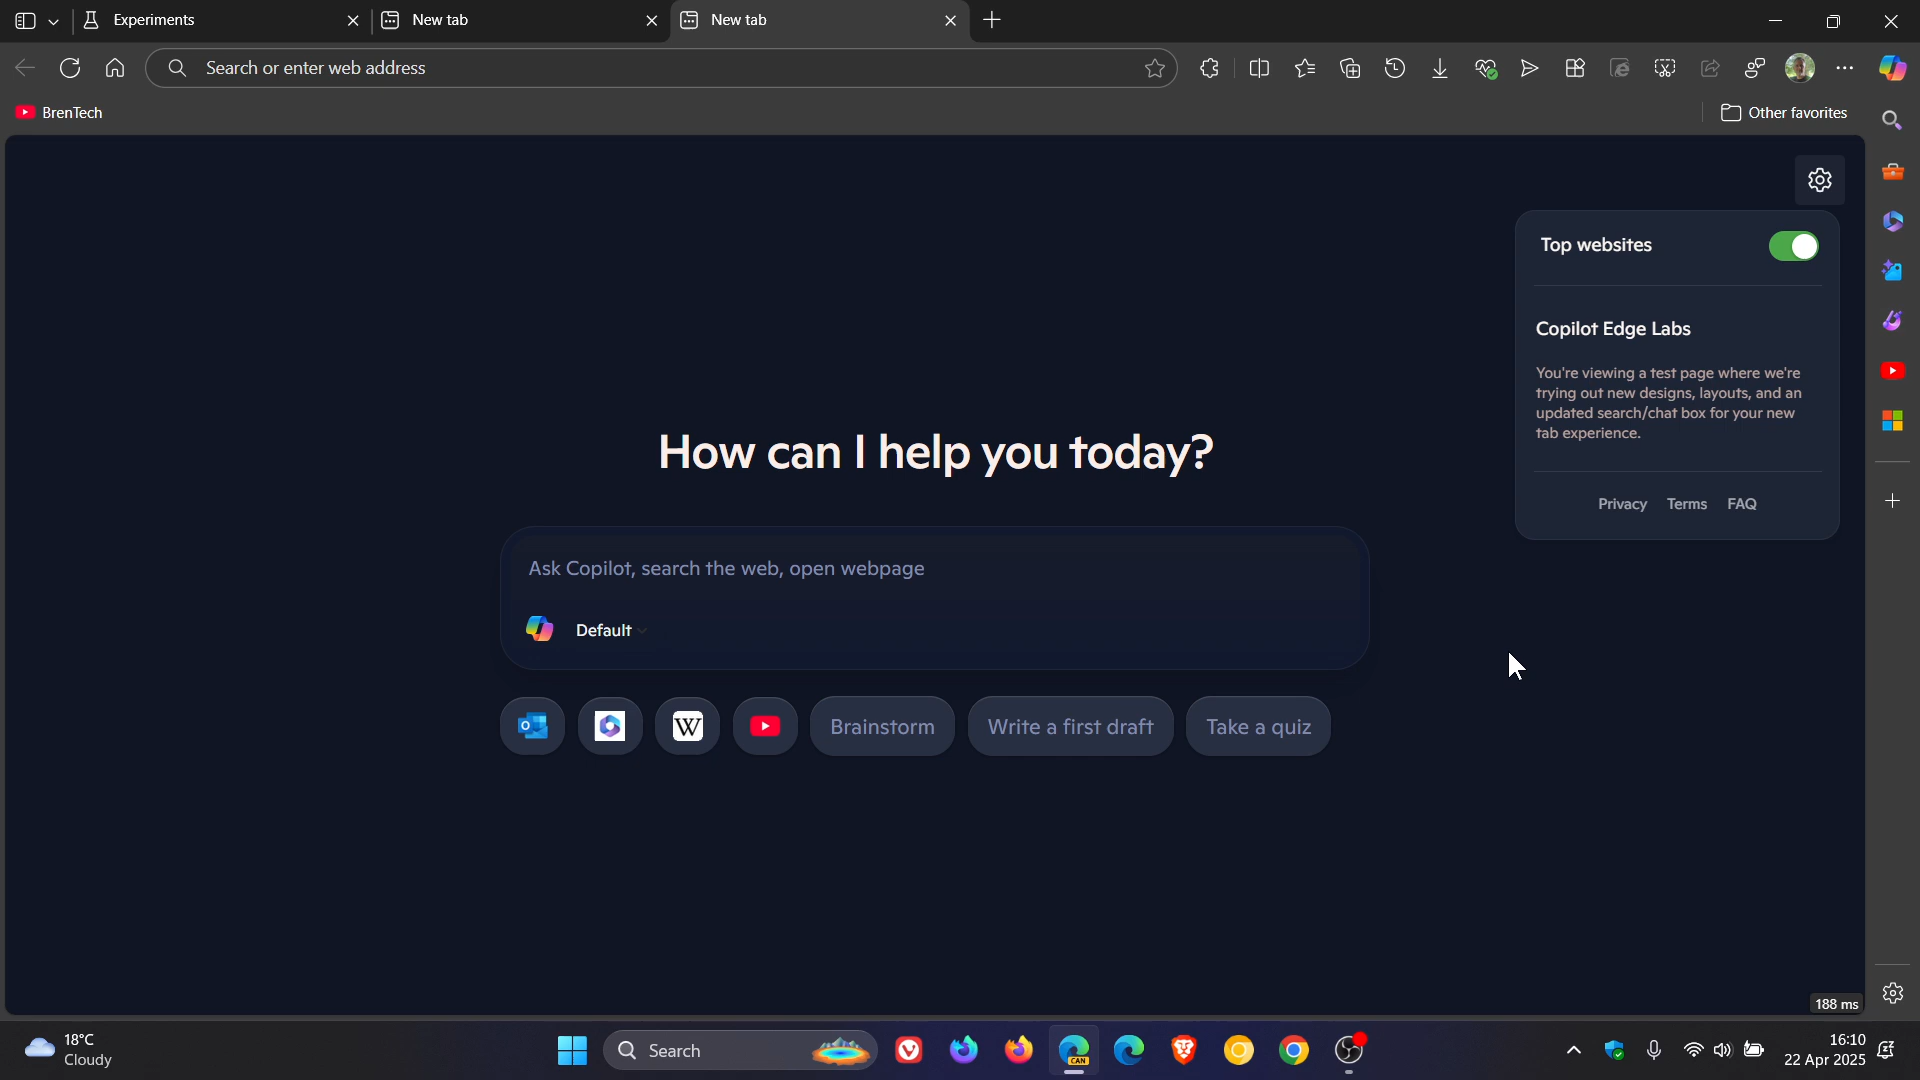 Experiments
New tab
New tab
Search or enter web address
BrenTech
Other favorites
Top websites
Copilot Edge Labs
You're viewing a test page where we're
trying out new designs, layouts, and an
updated search/chat box for your new
tab experience.
Privacy Terms FAQ
How can I help you today?
Ask Copilot, search the web, open webpage
Default
W
Brainstorm
Write a first draft
Take a quiz
188 ms
18°C
Cloudy
Search
CAN
16:10
22 Apr 2025